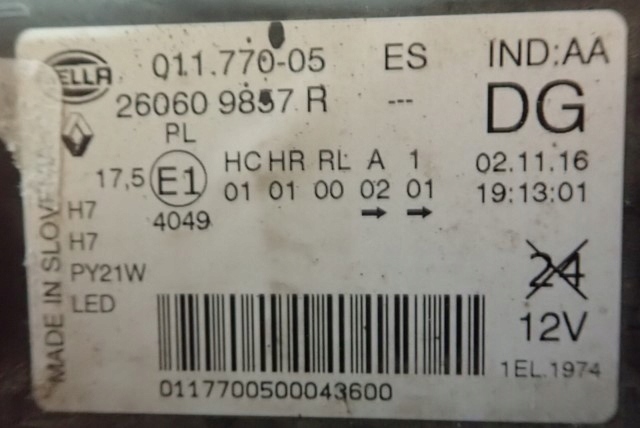 HELLA 011.770-05 ES IND:AA
26060 9857 R --- DG
PL
17,5 E1 HC HR RL A 1 02.11.16
4049 01 01 00 02 01 19:13:01
→ →
H7
H7
PY21W
LED
24
12V
1EL.1974
MADE IN
0117700500043600